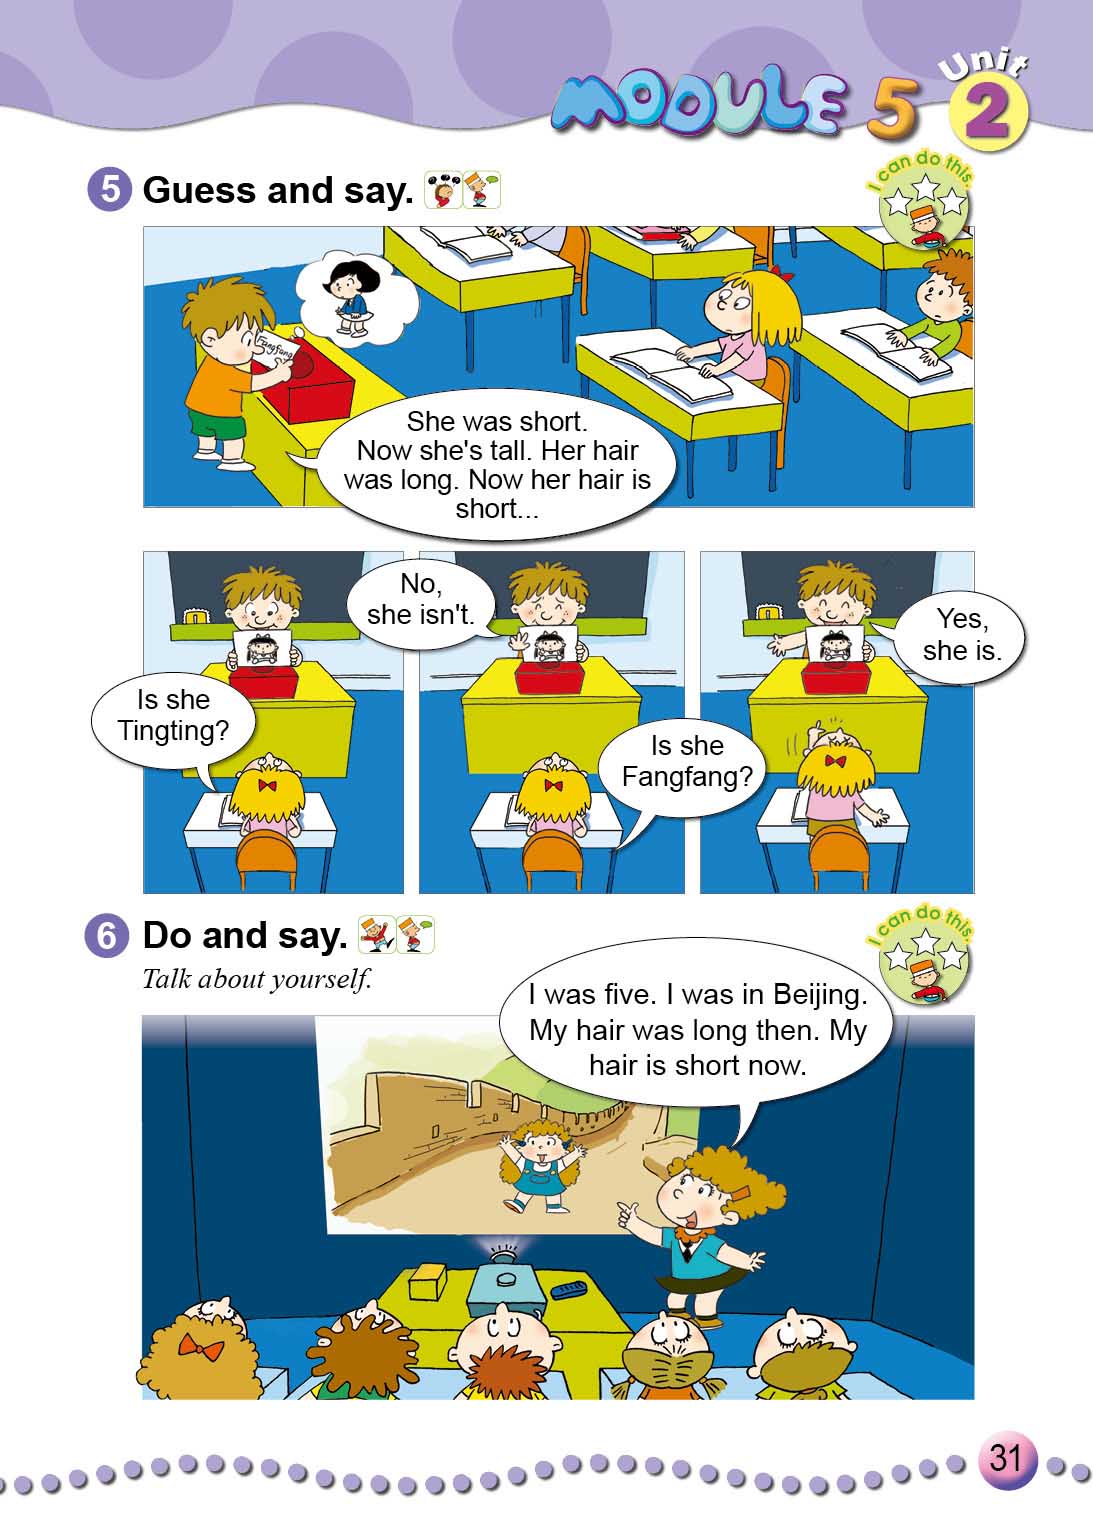 MODULE 5
Unit
2
5 Guess and say.
I can do this.
Fangfang
She was short.
Now she's tall. Her hair
was long. Now her hair is
short...
Is she
Tingting?
No,
she isn't.
Is she
Fangfang?
Yes,
she is.
6 Do and say.
I can do this.
Talk about yourself.
I was five. I was in Beijing.
My hair was long then. My
hair is short now.
31